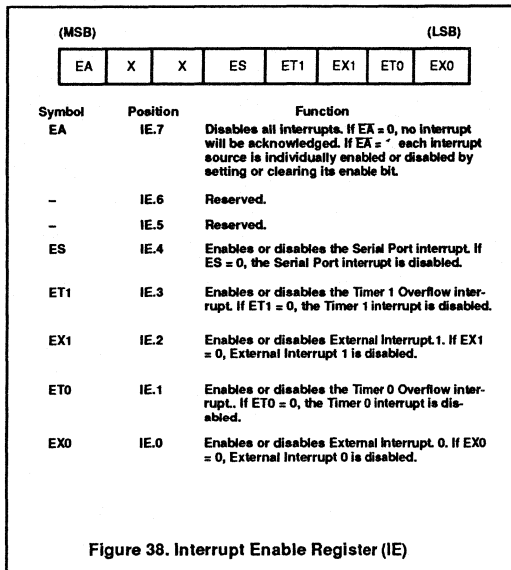 (MSB) (LSB)
EA X X ES ET1 EX1 ET0 EX0
Symbol Position Function
EA IE.7 Disables all interrupts. If E̅A̅ = 0, no interrupt
will be acknowledged. If E̅A̅ = each interrupt
source is individually enabled or disabled by
setting or clearing its enable bit.
– IE.6 Reserved.
– IE.5 Reserved.
ES IE.4 Enables or disables the Serial Port interrupt. If
ES = 0, the Serial Port interrupt is disabled.
ET1 IE.3 Enables or disables the Timer 1 Overflow inter-
rupt. If ET1 = 0, the Timer 1 interrupt is disabled.
EX1 IE.2 Enables or disables External Interrupt.1. If EX1
= 0, External Interrupt 1 is disabled.
ET0 IE.1 Enables or disables the Timer 0 Overflow inter-
rupt.. If ET0 = 0, the Timer 0 interrupt is dis-
abled.
EX0 IE.0 Enables or disables External Interrupt. 0. If EX0
= 0, External Interrupt 0 is disabled.
Figure 38. Interrupt Enable Register (IE)